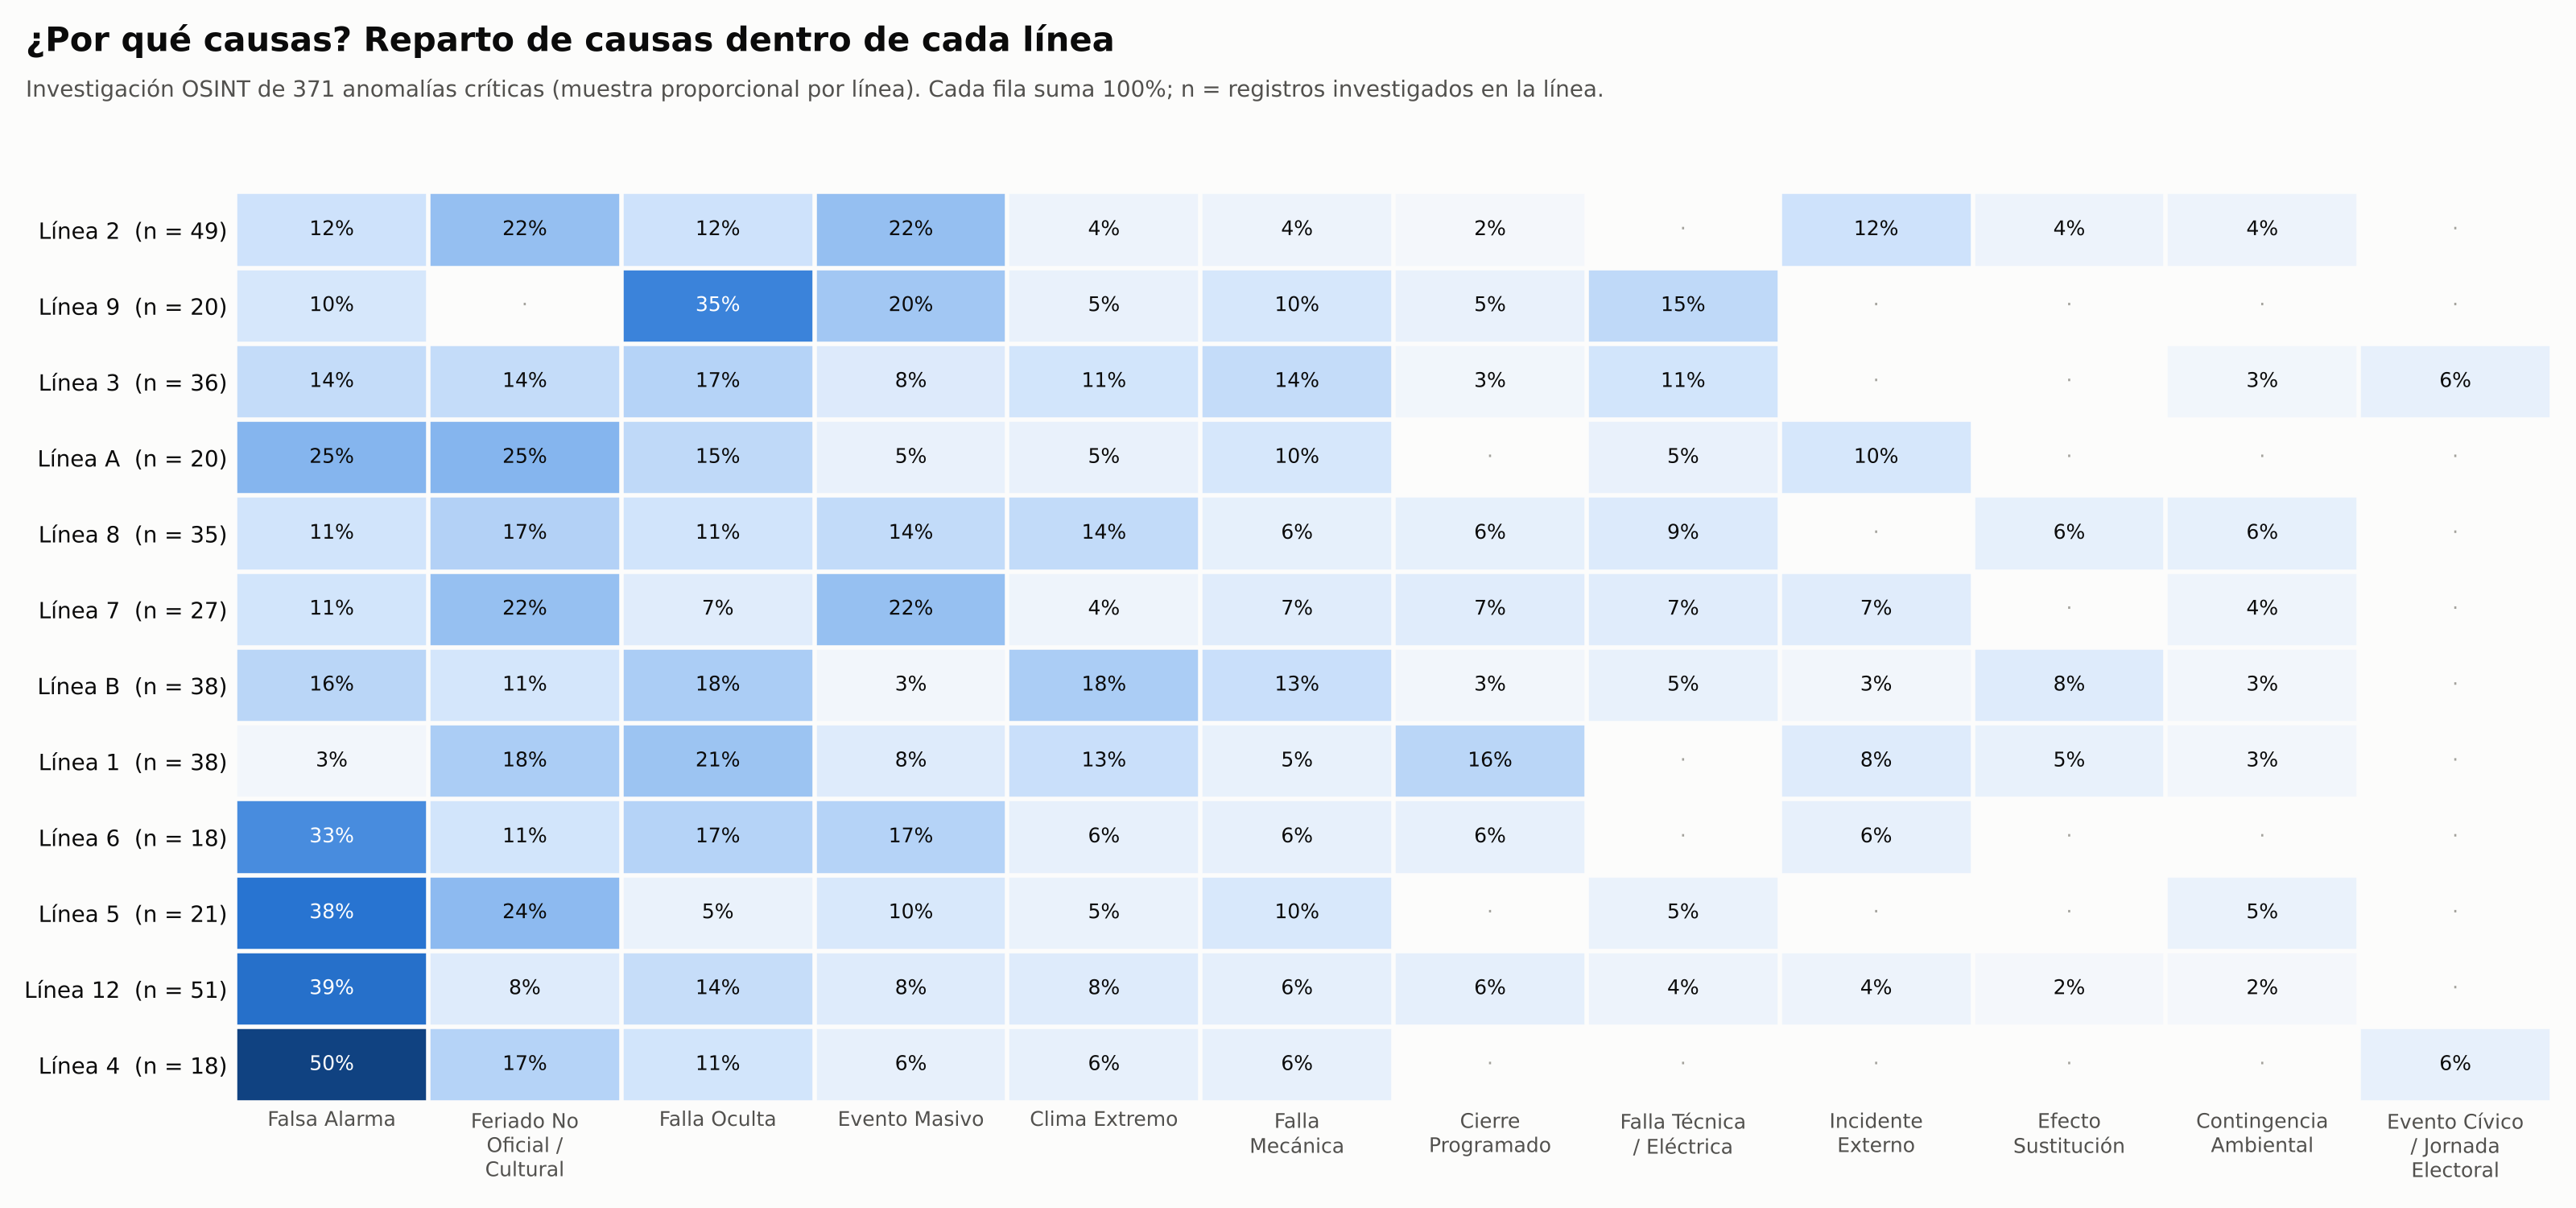 ¿Por qué causas? Reparto de causas dentro de cada línea
Investigación OSINT de 371 anomalías críticas (muestra proporcional por línea). Cada fila suma 100%; n = registros investigados en la línea.
Línea 2 (n = 49) 12% 22% 12% 22% 4% 4% 2% · 12% 4% 4% ·
Línea 9 (n = 20) 10% · 35% 20% 5% 10% 5% 15% · · · ·
Línea 3 (n = 36) 14% 14% 17% 8% 11% 14% 3% 11% · · 3% 6%
Línea A (n = 20) 25% 25% 15% 5% 5% 10% · 5% 10% · · ·
Línea 8 (n = 35) 11% 17% 11% 14% 14% 6% 6% 9% · 6% 6% ·
Línea 7 (n = 27) 11% 22% 7% 22% 4% 7% 7% 7% 7% · 4% ·
Línea B (n = 38) 16% 11% 18% 3% 18% 13% 3% 5% 3% 8% 3% ·
Línea 1 (n = 38) 3% 18% 21% 8% 13% 5% 16% · 8% 5% 3% ·
Línea 6 (n = 18) 33% 11% 17% 17% 6% 6% 6% · 6% · · ·
Línea 5 (n = 21) 38% 24% 5% 10% 5% 10% · 5% · · 5% ·
Línea 12 (n = 51) 39% 8% 14% 8% 8% 6% 6% 4% 4% 2% 2% ·
Línea 4 (n = 18) 50% 17% 11% 6% 6% 6% · · · · · 6%
Falsa Alarma
Feriado No
Oficial /
Cultural
Falla Oculta
Evento Masivo
Clima Extremo
Falla
Mecánica
Cierre
Programado
Falla Técnica
/ Eléctrica
Incidente
Externo
Efecto
Sustitución
Contingencia
Ambiental
Evento Cívico
/ Jornada
Electoral